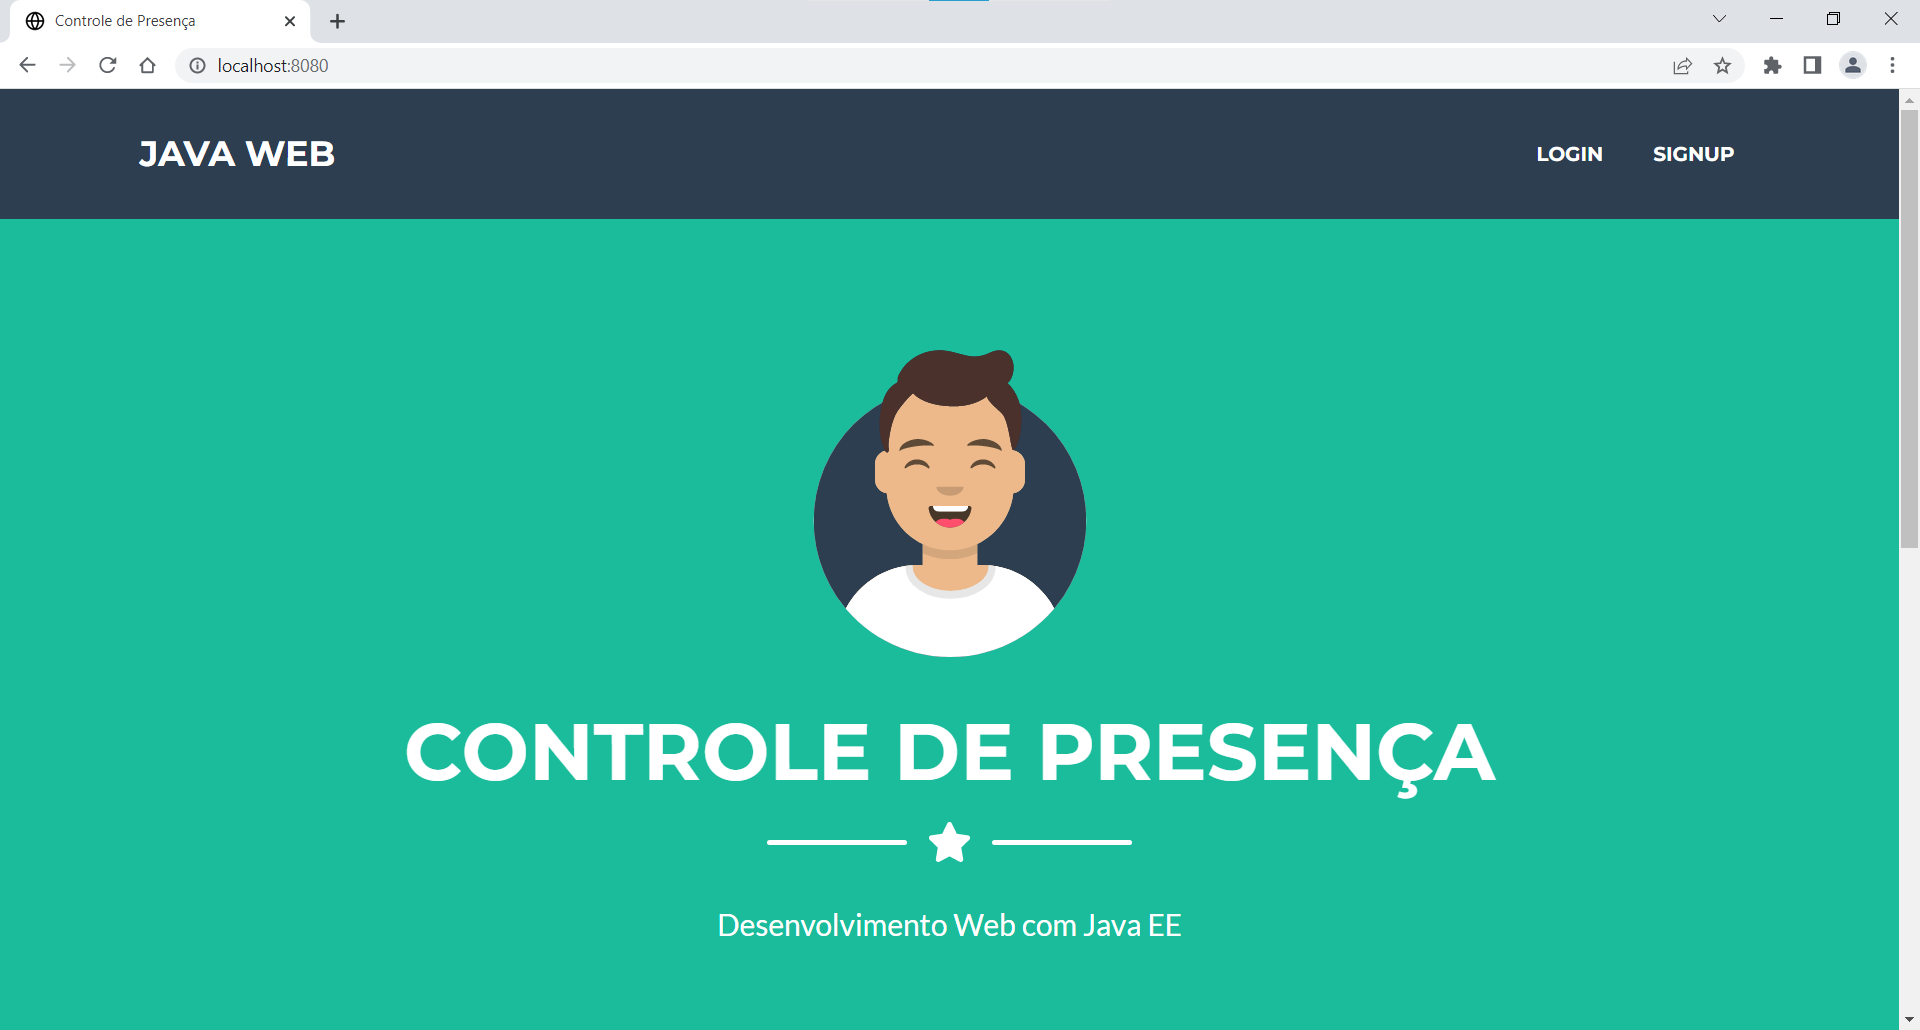 Controle de Presença
localhost:8080
JAVA WEB
LOGIN SIGNUP
CONTROLE DE PRESENÇA
Desenvolvimento Web com Java EE